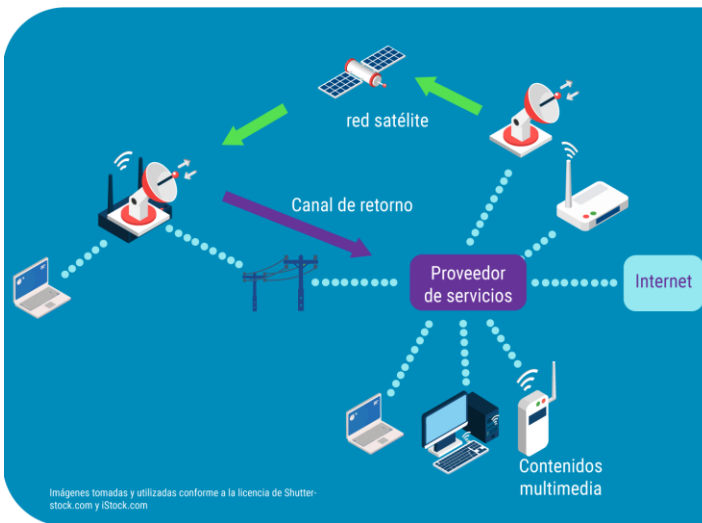 red satélite
Canal de retorno
Proveedor
de servicios
Internet
Contenidos
multimedia
Imágenes tomadas y utilizadas conforme a la licencia de Shutter-
stock.com y iStock.com